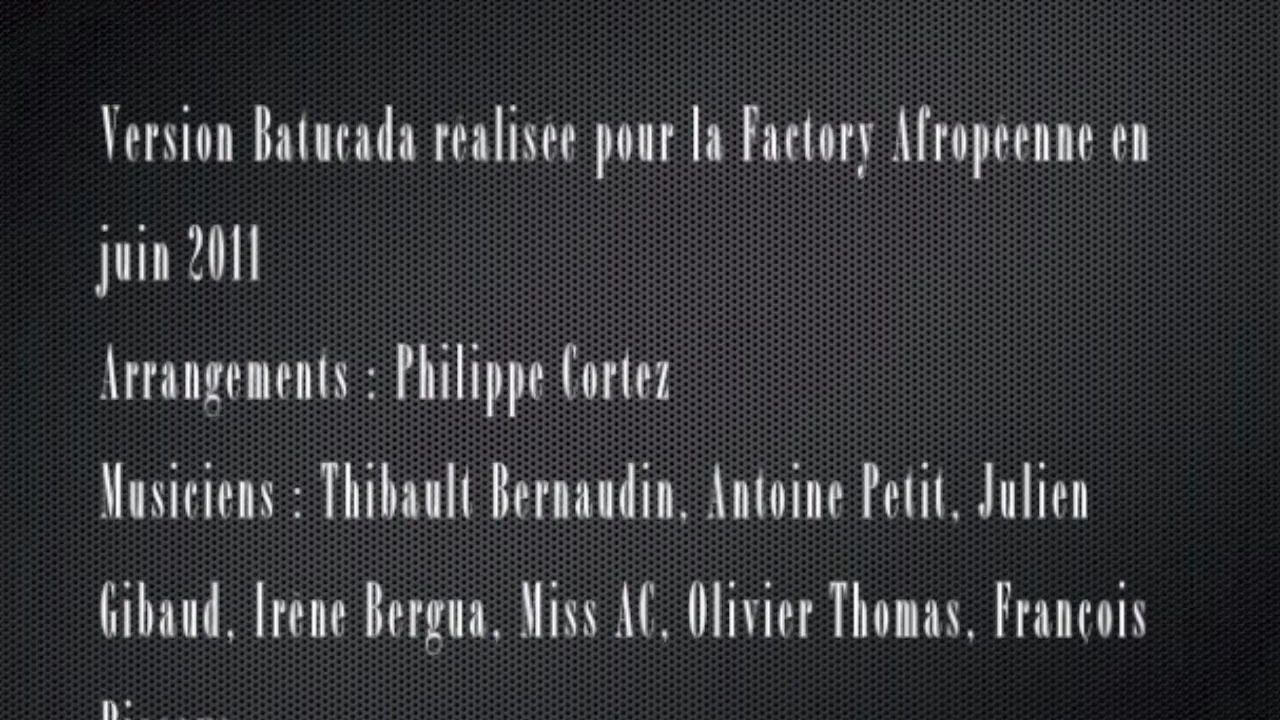 Version Batucada realisee pour la Factory Afropeenne en
juin 2011
Arrangements : Philippe Cortez
Musiciens : Thibault Bernaudin, Antoine Petit, Julien
Gibaud, Irene Bergua, Miss AC, Olivier Thomas, François